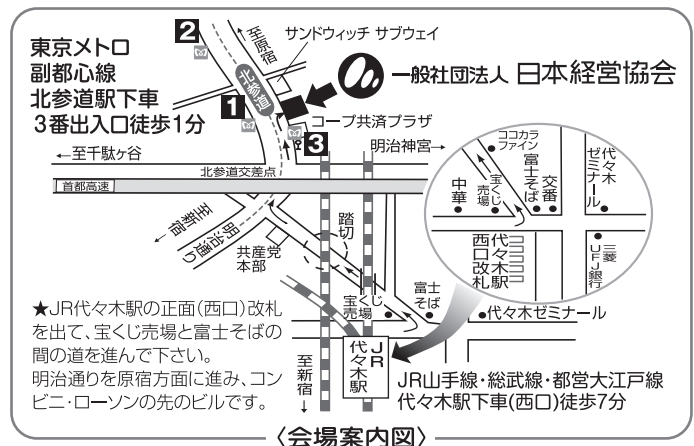 東京メトロ
副都心線
北参道駅下車
3番出入口徒歩1分
2
至原宿
サンドウィッチ サブウェイ
北参道
1
一般社団法人 日本経営協会
コープ共済プラザ
3
←至千駄ヶ谷
明治神宮→
北参道交差点
首都高速
至新宿
明治通り
共産党
本部
踏切
宝くじ
売場
富士
そば
代々木ゼミナール
JR
代々木駅
至新宿
ココカラ
ファイン
中華
宝くじ
売場
富士そば
交番
代々木
ゼミナール
代々木駅
西口改札
三菱
UFJ銀行
★JR代々木駅の正面(西口)改札
を出て、宝くじ売場と富士そばの
間の道を進んで下さい。
明治通りを原宿方面に進み、コン
ビニ・ローソンの先のビルです。
JR山手線・総武線・都営大江戸線
代々木駅下車(西口)徒歩7分
〈会場案内図〉